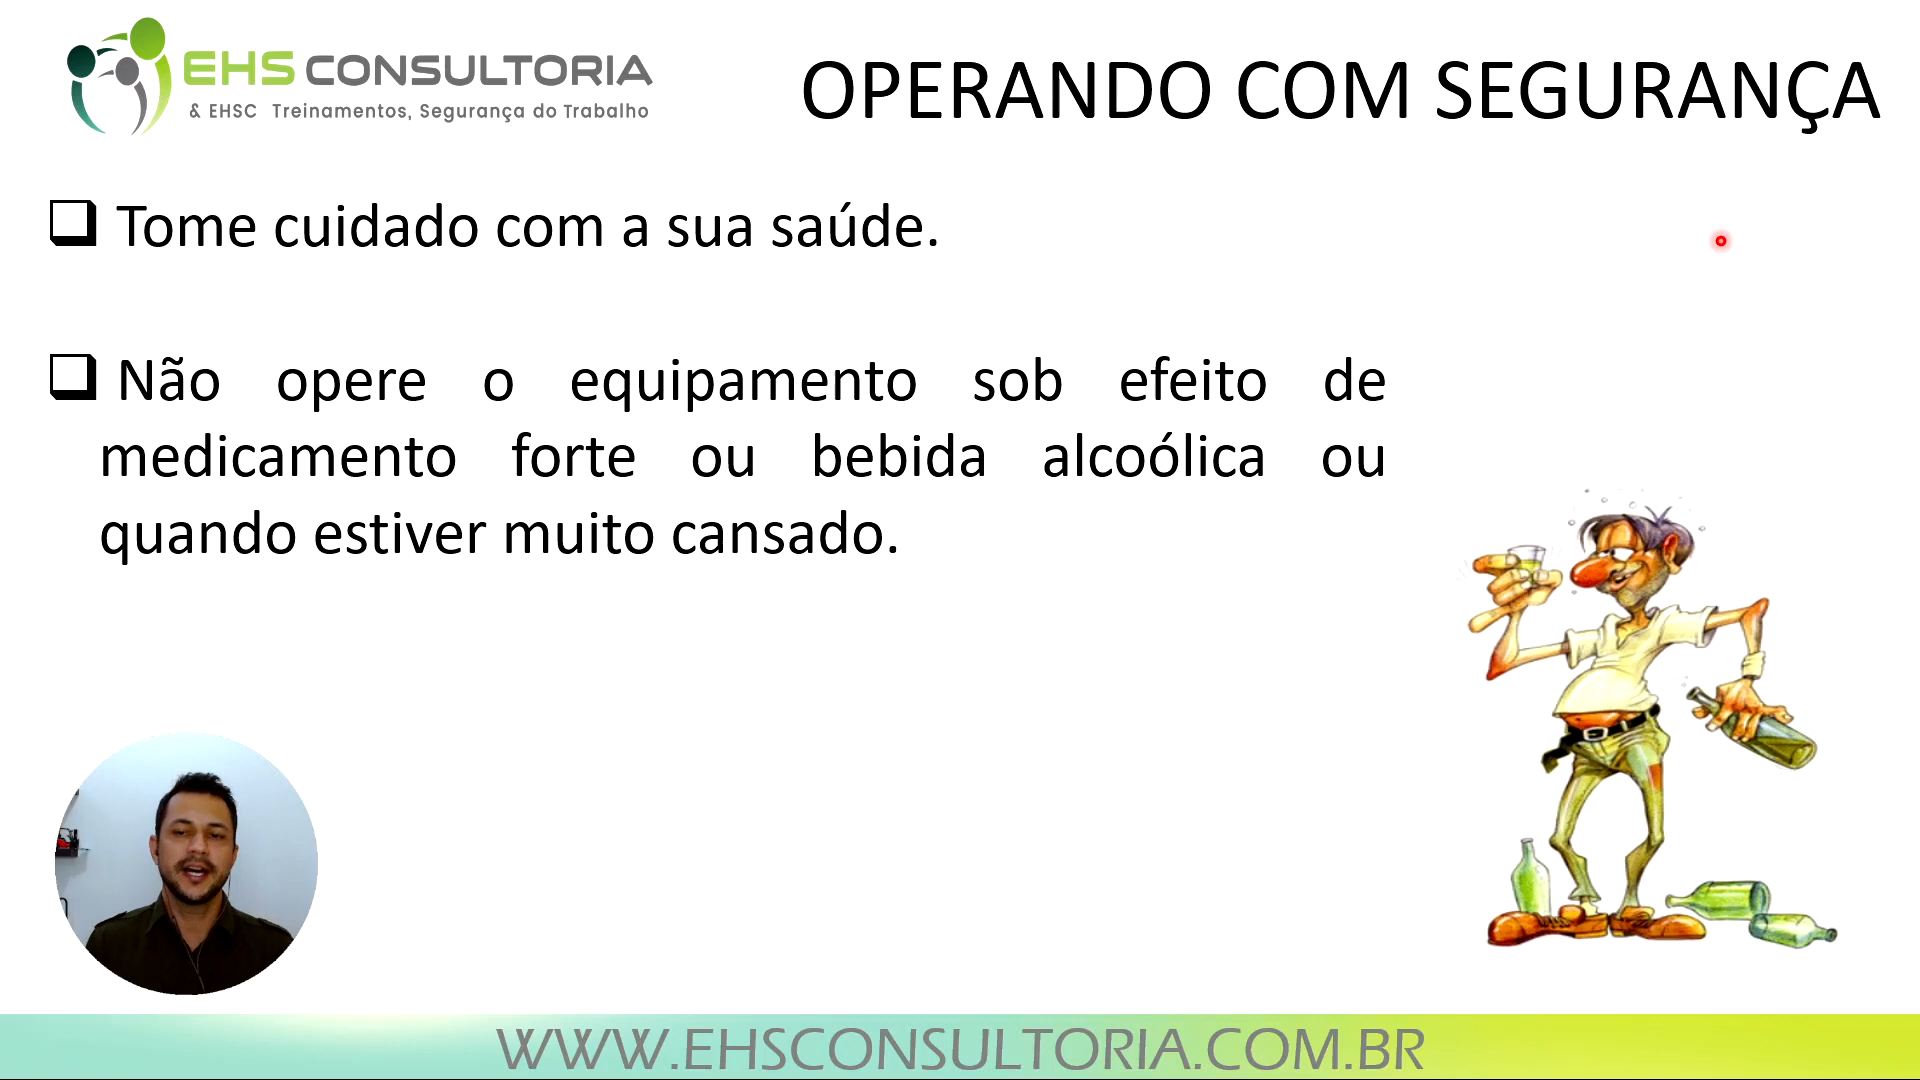 EHS CONSULTORIA
& EHSC Treinamentos, Segurança do Trabalho
OPERANDO COM SEGURANÇA
Tome cuidado com a sua saúde.
Não opere o equipamento sob efeito de
medicamento forte ou bebida alcoólica ou
quando estiver muito cansado.
WWW.EHSCONSULTORIA.COM.BR